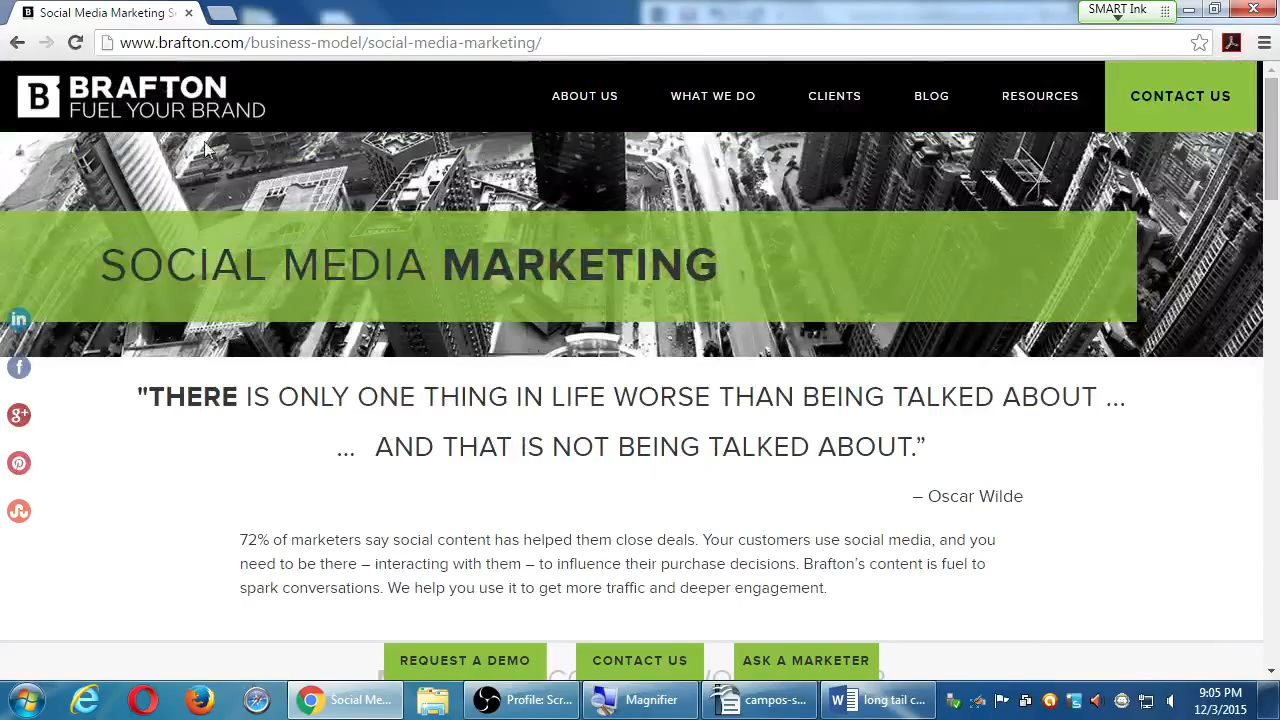 Social Media Marketing S
SMART Ink
www.brafton.com/business-model/social-media-marketing/
B BRAFTON
FUEL YOUR BRAND
ABOUT US
WHAT WE DO
CLIENTS
BLOG
RESOURCES
CONTACT US
SOCIAL MEDIA MARKETING
in
f
g+
"THERE IS ONLY ONE THING IN LIFE WORSE THAN BEING TALKED ABOUT ...
... AND THAT IS NOT BEING TALKED ABOUT.”
– Oscar Wilde
72% of marketers say social content has helped them close deals. Your customers use social media, and you
need to be there – interacting with them – to influence their purchase decisions. Brafton’s content is fuel to
spark conversations. We help you use it to get more traffic and deeper engagement.
REQUEST A DEMO
CONTACT US
ASK A MARKETER
Social Me...
Profile: Scr...
Magnifier
campos-s...
long tail c...
9:05 PM
12/3/2015